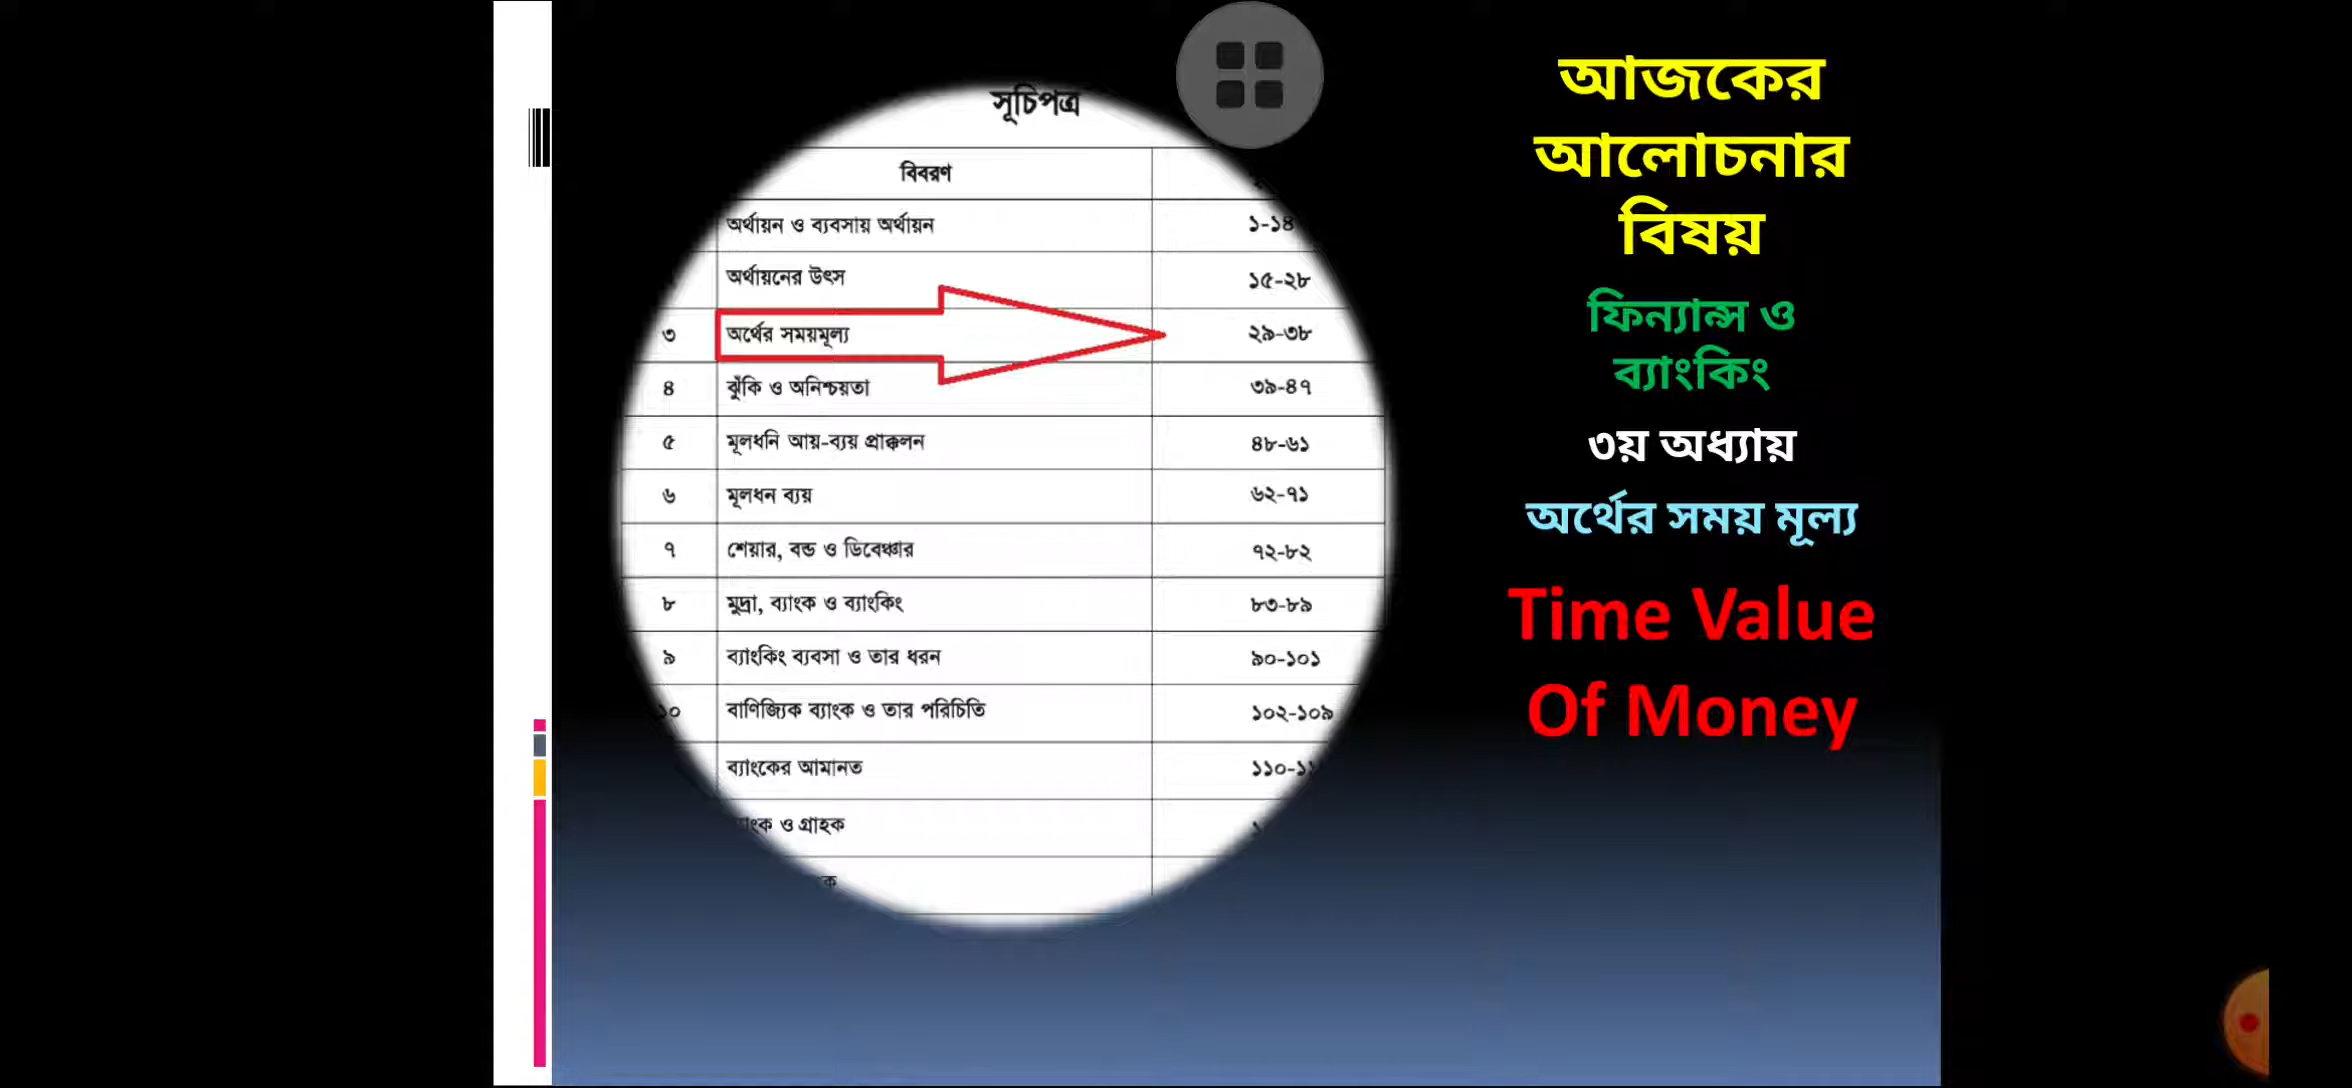 সূচিপত্র
বিবরণ
অর্থায়ন ও ব্যবসায় অর্থায়ন ১-১৪
অর্থায়নের উৎস ১৫-২৮
৩ অর্থের সময়মূল্য ২৯-৩৮
৪ ঝুঁকি ও অনিশ্চয়তা ৩৯-৪৭
৫ মূলধনি আয়-ব্যয় প্রাক্কলন ৪৮-৬১
৬ মূলধন ব্যয় ৬২-৭১
৭ শেয়ার, বন্ড ও ডিবেঞ্চার ৭২-৮২
৮ মুদ্রা, ব্যাংক ও ব্যাংকিং ৮৩-৮৯
৯ ব্যাংকিং ব্যবসা ও তার ধরন ৯০-১০১
১০ বাণিজ্যিক ব্যাংক ও তার পরিচিতি ১০২-১০৯
ব্যাংকের আমানত
ও গ্রাহক
আজকের
আলোচনার
বিষয়
ফিন্যান্স ও
ব্যাংকিং
৩য় অধ্যায়
অর্থের সময় মূল্য
Time Value
Of Money